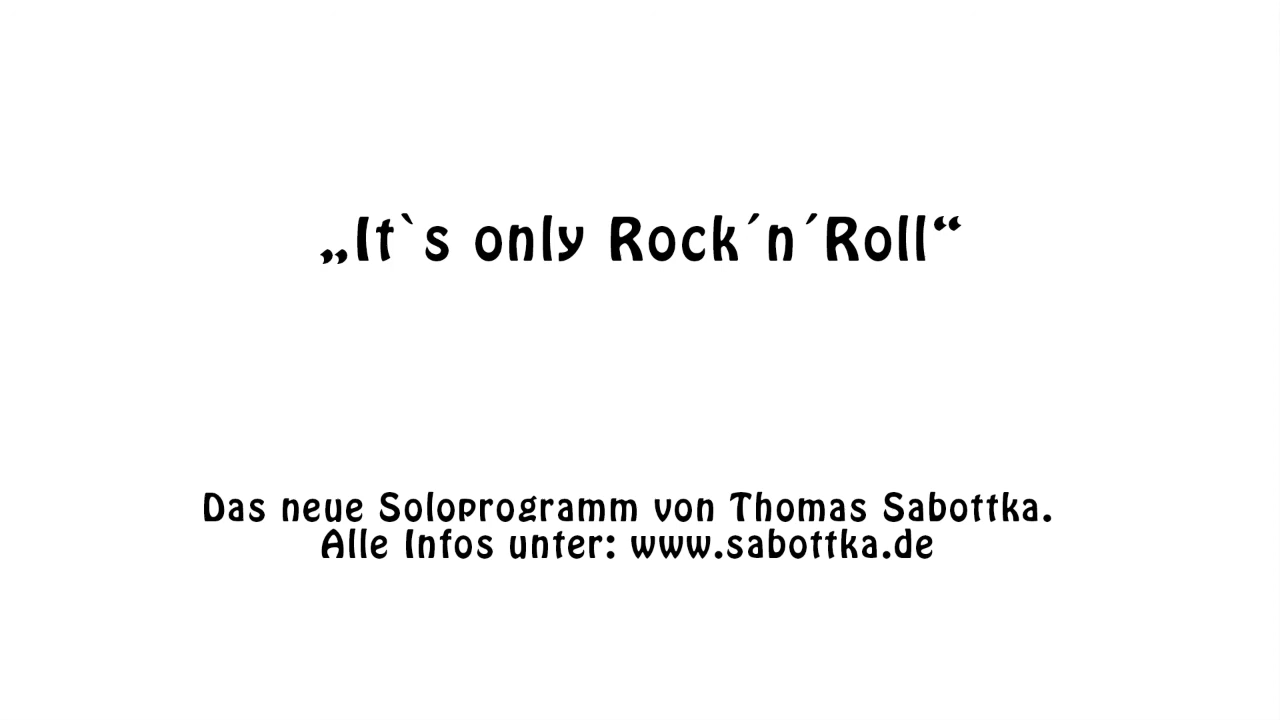 „It`s only Rock´n´Roll“
Das neue Soloprogramm von Thomas Sabottka.
Alle Infos unter: www.sabottka.de